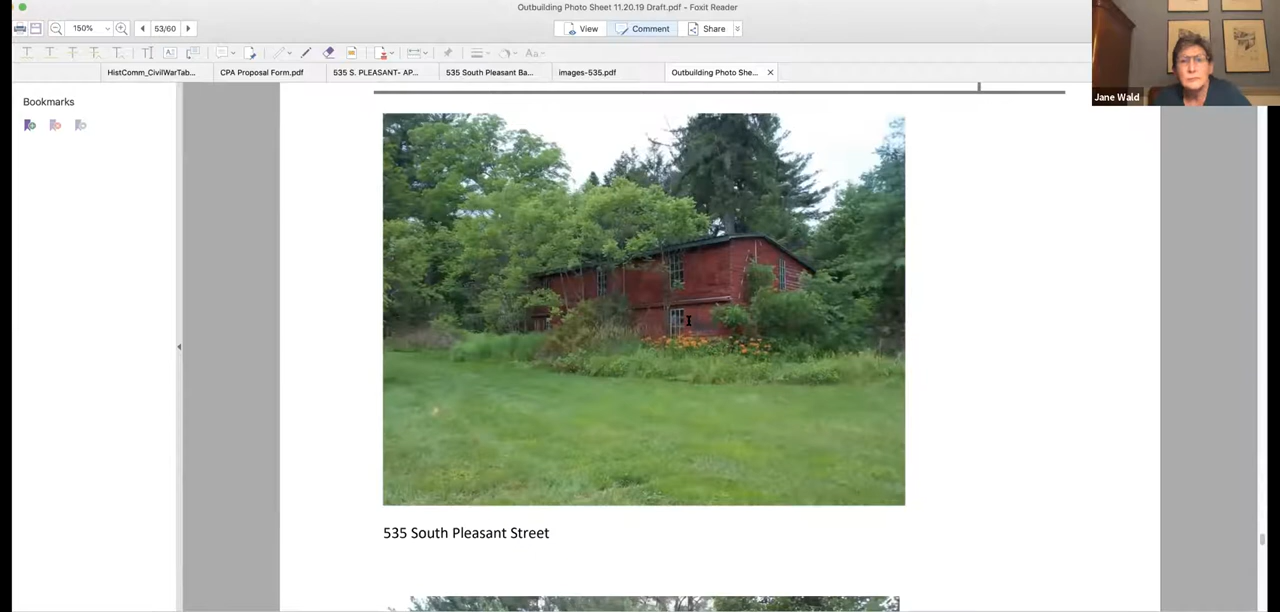 Outbuilding Photo Sheet 11.20.19 Draft.pdf - Foxit Reader
150%
53/60
View
Comment
Share
HistComm_CivilWarTab...
CPA Proposal Form.pdf
535 S. PLEASANT- AP...
535 South Pleasant Ba...
images-535.pdf
Outbuilding Photo She...
Bookmarks
Jane Wald
535 South Pleasant Street